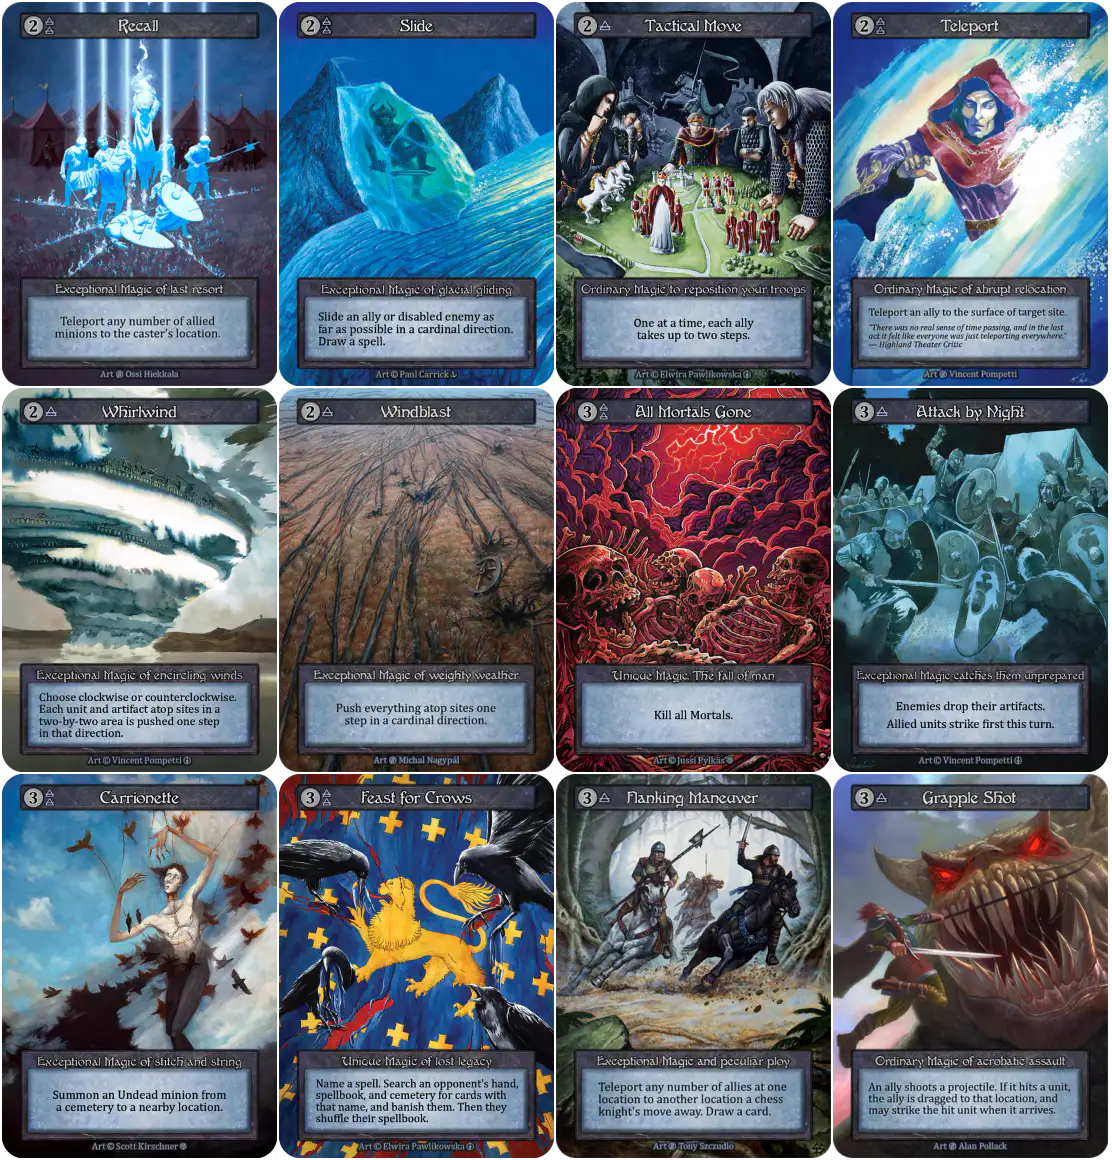 2
Recall
Exceptional Magic of last resort
Teleport any number of allied
minions to the caster's location.
Art Ossi Hiekkala
2
Slide
Exceptional Magic of glacial gliding
Slide an ally or disabled enemy as
far as possible in a cardinal direction.
Draw a spell.
Art © Paul Carrick
2
Tactical Move
Ordinary Magic to reposition your troops
One at a time, each ally
takes up to two steps.
Art © Elwira Pawlikowska
2
Teleport
Ordinary Magic of abrupt relocation
Teleport an ally to the surface of target site.
"There was no real sense of time passing, and in the last
act it felt like everyone was just teleporting everywhere."
— Highland Theater Critic
Art Vincent Pompetti
2
Whirlwind
Exceptional Magic of encircling winds
Choose clockwise or counterclockwise.
Each unit and artifact atop sites in a
two-by-two area is pushed one step
in that direction.
Art © Vincent Pompetti
2
Windblast
Exceptional Magic of weighty weather
Push everything atop sites one
step in a cardinal direction.
Art Michal Nagypál
3
All Mortals Gone
Unique Magic. The fall of man
Kill all Mortals.
Art © Jussi Pylkäs
3
Attack by Night
Exceptional Magic catches them unprepared
Enemies drop their artifacts.
Allied units strike first this turn.
Art © Vincent Pompetti
3
Carrionette
Exceptional Magic of stitch and string
Summon an Undead minion from
a cemetery to a nearby location.
Art © Scott Kirschner
3
Feast for Crows
Unique Magic of lost legacy
Name a spell. Search an opponent's hand,
spellbook, and cemetery for cards with
that name, and banish them. Then they
shuffle their spellbook.
Art © Elwira Pawlikowska
3
Flanking Maneuver
Exceptional Magic and peculiar ploy
Teleport any number of allies at one
location to another location a chess
knight's move away. Draw a card.
Art Tony Szczudlo
3
Grapple Shot
Ordinary Magic of acrobatic assault
An ally shoots a projectile. If it hits a unit,
the ally is dragged to that location, and
may strike the hit unit when it arrives.
Art Alan Pollack